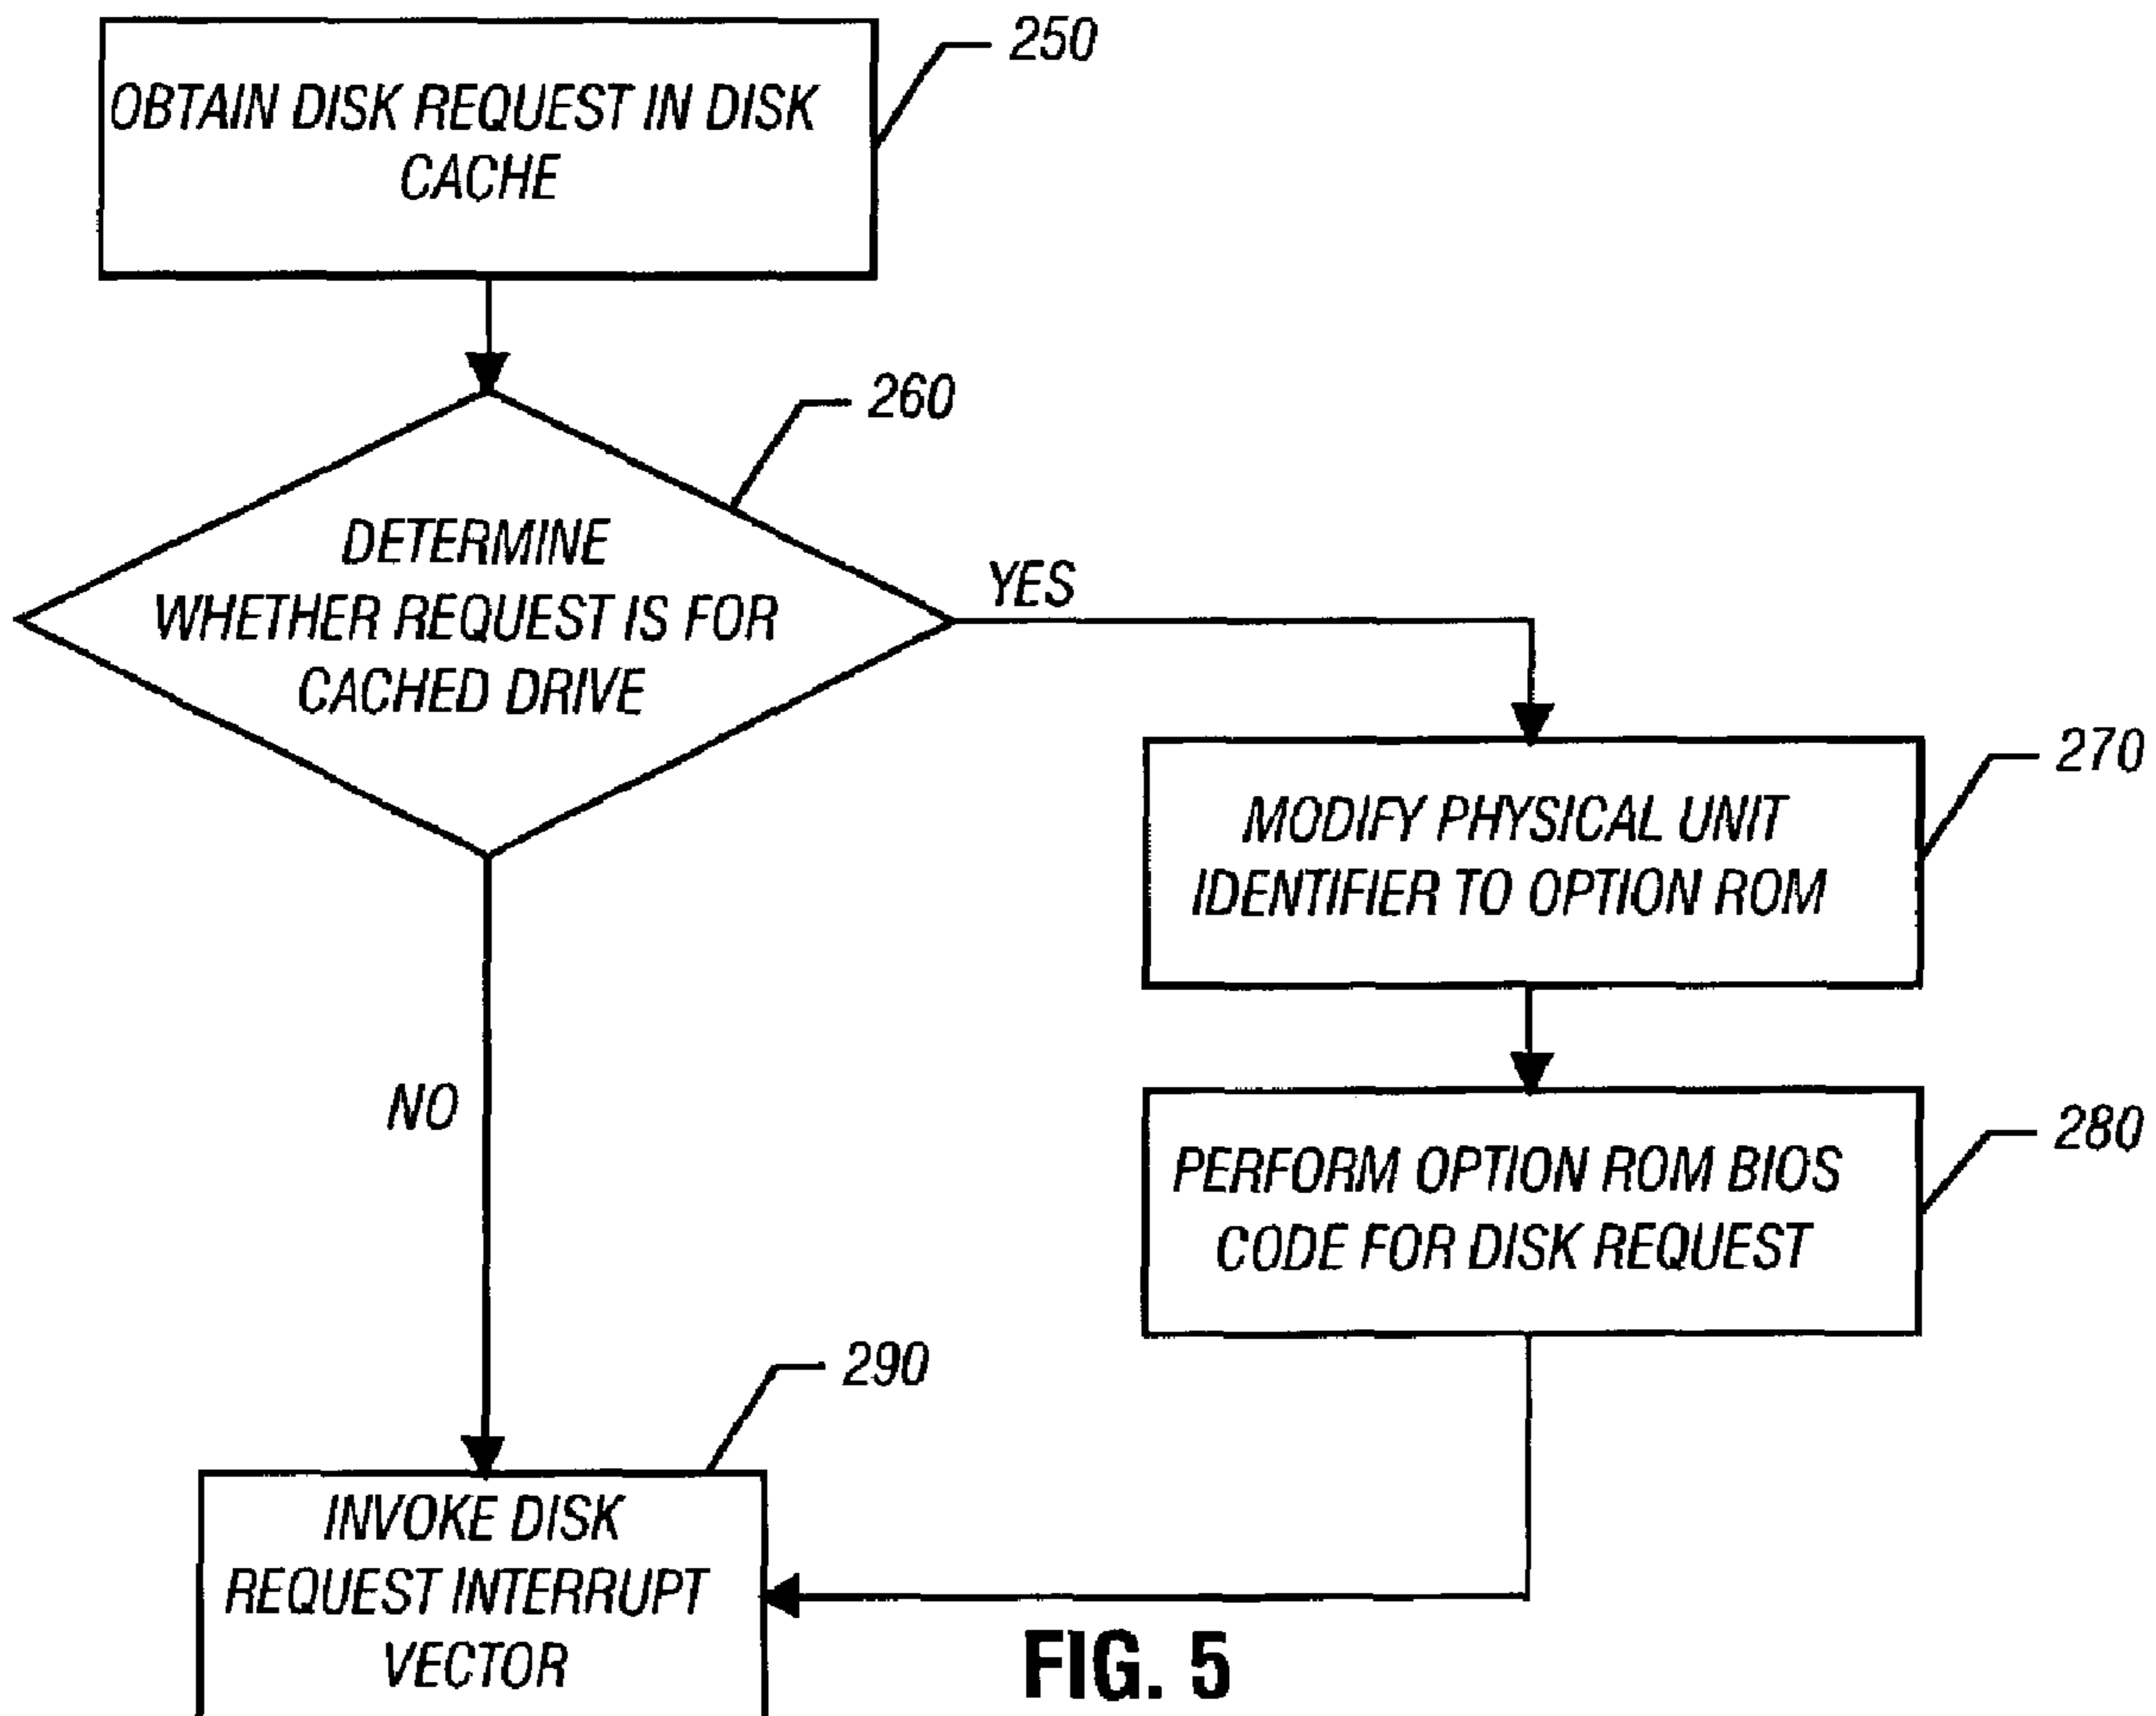 250
OBTAIN DISK REQUEST IN DISK
CACHE
260
DETERMINE
WHETHER REQUEST IS FOR
CACHED DRIVE
YES
270
MODIFY PHYSICAL UNIT
IDENTIFIER TO OPTION ROM
280
PERFORM OPTION ROM BIOS
CODE FOR DISK REQUEST
NO
290
INVOKE DISK
REQUEST INTERRUPT
VECTOR
FIG. 5